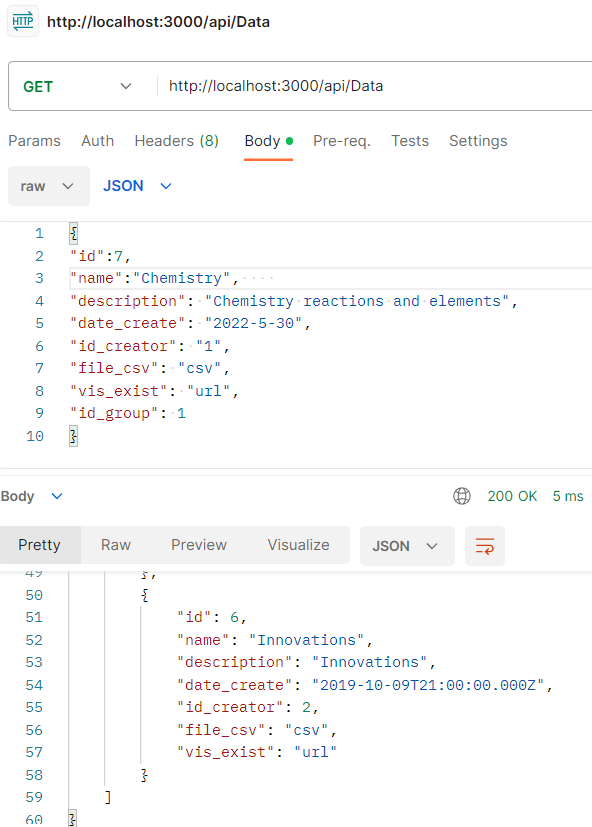 HTTP http://localhost:3000/api/Data
GET http://localhost:3000/api/Data
Params Auth Headers (8) Body Pre-req. Tests Settings
raw JSON
1 {
2 "id":7,
3 "name":"Chemistry", ····
4 "description":·"Chemistry·reactions·and·elements",
5 "date_create":·"2022-5-30",
6 "id_creator":·"1",
7 "file_csv":·"csv",
8 "vis_exist":·"url",
9 "id_group":·1
10 }
Body 200 OK 5 ms
Pretty Raw Preview Visualize JSON
49 },
50 {
51 "id": 6,
52 "name": "Innovations",
53 "description": "Innovations",
54 "date_create": "2019-10-09T21:00:00.000Z",
55 "id_creator": 2,
56 "file_csv": "csv",
57 "vis_exist": "url"
58 }
59 ]
60 }